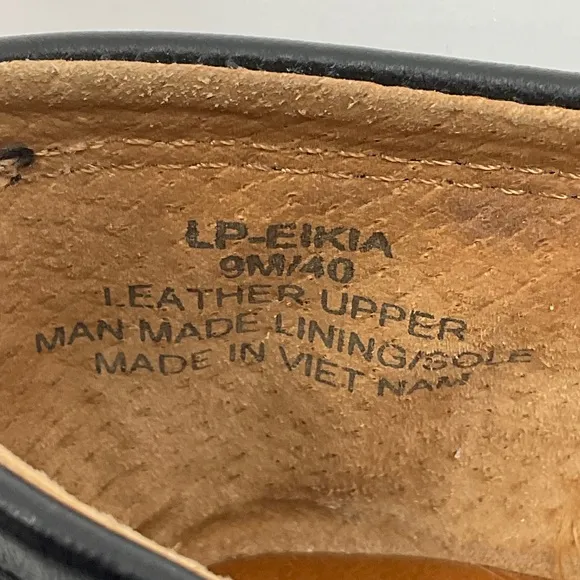 LP-EIKIA
9M/40
LEATHER UPPER
MAN MADE LINING/SOLE
MADE IN VIET NAM